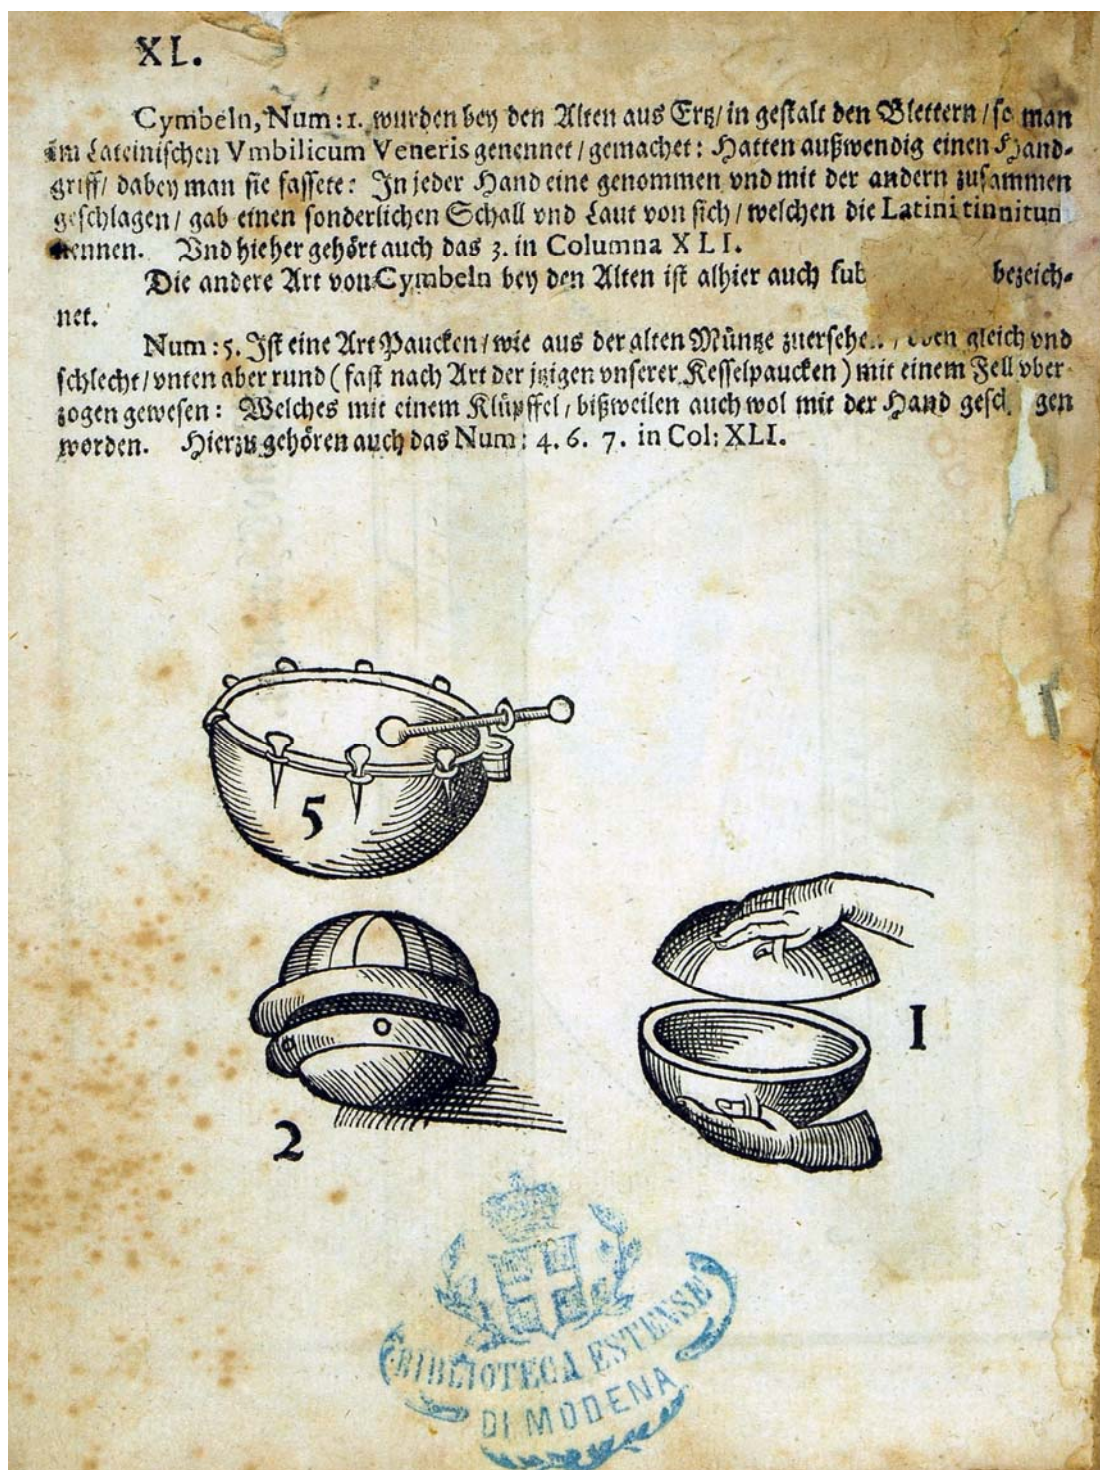 XL.
Cymbeln, Num: 1. wurden bey den Alten aus Ertz/ in gestalt den Blettern / so man
im Lateinischen Vmbilicum Veneris genennet / gemachet: Hatten außwendig einen Hand-
griff/ dabey man sie fassete: In jeder Hand eine genommen vnd mit der andern zusammen
geschlagen / gab einen sonderlichen Schall vnd Laut von sich / welchen die Latini tinnitun
nennen. Vnd hieher gehört auch das 3. in Columna XLI.
Die andere Art von Cymbeln bey den Alten ist alhier auch sub bezeich-
net.
Num: 5. Ist eine Art Paucken / wie aus der alten Müntze zuersehe / oben gleich vnd
schlecht / vnten aber rund ( fast nach Art der jtzigen vnserer Kesselpaucken ) mit einem Fell vber-
zogen gewesen: Welches mit einem Klüpffel / bißweilen auch wol mit der Hand gesch gen
worden. Hierzu gehören auch das Num: 4. 6. 7. in Col: XLI.
5
1
2
BIBLIOTECA ESTENSE
DI MODENA